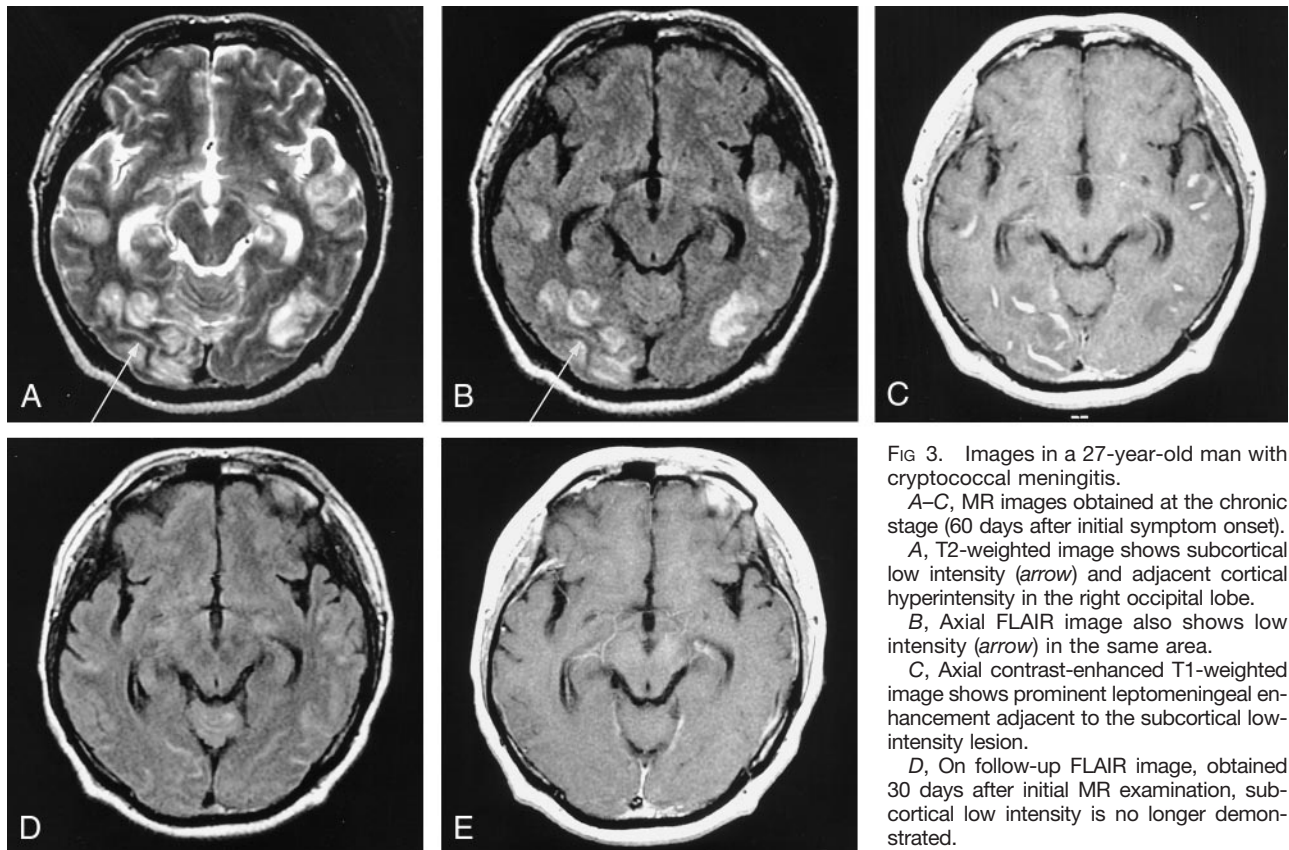 A
B
C
D
E
FIG 3. Images in a 27-year-old man with
cryptococcal meningitis.
A–C, MR images obtained at the chronic
stage (60 days after initial symptom onset).
A, T2-weighted image shows subcortical
low intensity (arrow) and adjacent cortical
hyperintensity in the right occipital lobe.
B, Axial FLAIR image also shows low
intensity (arrow) in the same area.
C, Axial contrast-enhanced T1-weighted
image shows prominent leptomeningeal en-
hancement adjacent to the subcortical low-
intensity lesion.
D, On follow-up FLAIR image, obtained
30 days after initial MR examination, sub-
cortical low intensity is no longer demon-
strated.